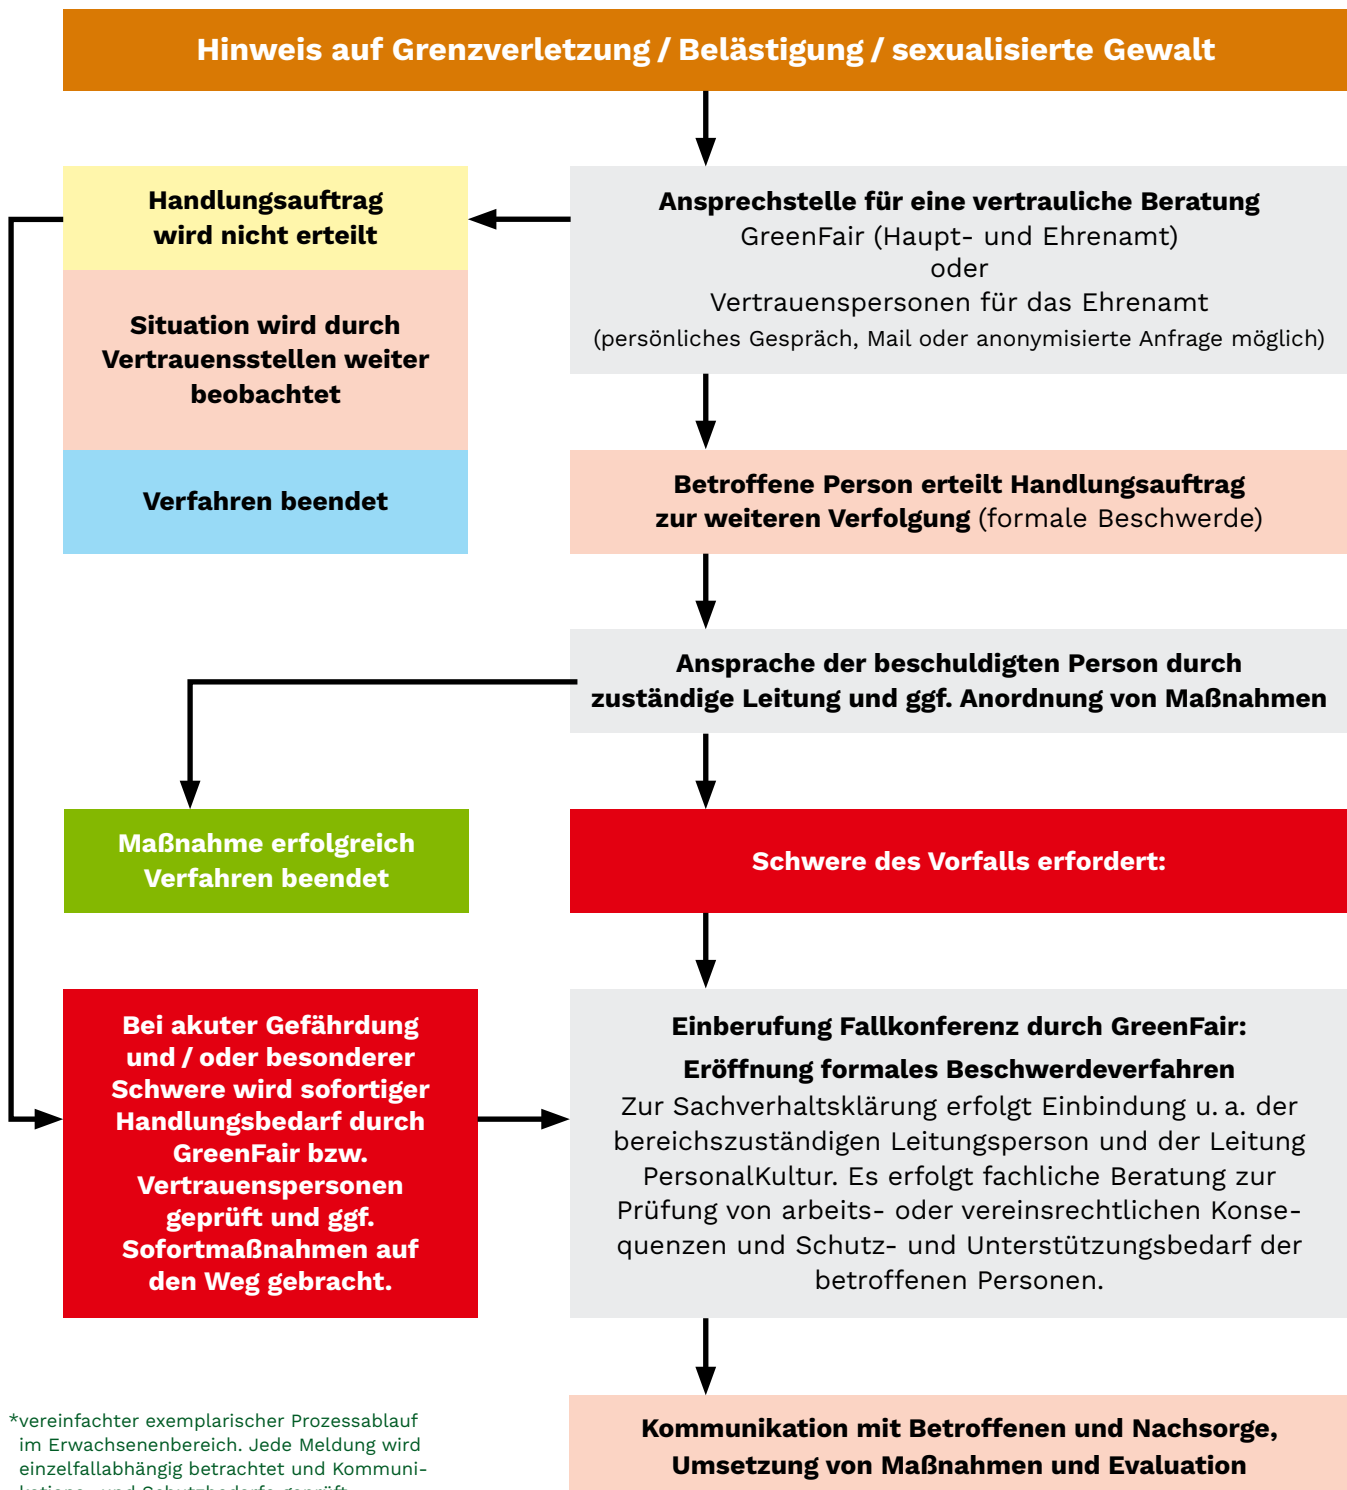 Hinweis auf Grenzverletzung / Belästigung / sexualisierte Gewalt
Handlungsauftrag
wird nicht erteilt
Situation wird durch
Vertrauensstellen weiter
beobachtet
Verfahren beendet
Ansprechstelle für eine vertrauliche Beratung
GreenFair (Haupt- und Ehrenamt)
oder
Vertrauenspersonen für das Ehrenamt
(persönliches Gespräch, Mail oder anonymisierte Anfrage möglich)
Betroffene Person erteilt Handlungsauftrag
zur weiteren Verfolgung (formale Beschwerde)
Ansprache der beschuldigten Person durch
zuständige Leitung und ggf. Anordnung von Maßnahmen
Maßnahme erfolgreich
Verfahren beendet
Schwere des Vorfalls erfordert:
Bei akuter Gefährdung
und / oder besonderer
Schwere wird sofortiger
Handlungsbedarf durch
GreenFair bzw.
Vertrauenspersonen
geprüft und ggf.
Sofortmaßnahmen auf
den Weg gebracht.
Einberufung Fallkonferenz durch GreenFair:
Eröffnung formales Beschwerdeverfahren
Zur Sachverhaltsklärung erfolgt Einbindung u. a. der
bereichszuständigen Leitungsperson und der Leitung
PersonalKultur. Es erfolgt fachliche Beratung zur
Prüfung von arbeits- oder vereinsrechtlichen Konse-
quenzen und Schutz- und Unterstützungsbedarf der
betroffenen Personen.
Kommunikation mit Betroffenen und Nachsorge,
Umsetzung von Maßnahmen und Evaluation
*vereinfachter exemplarischer Prozessablauf
im Erwachsenenbereich. Jede Meldung wird
einzelfallabhängig betrachtet und Kommuni-
kations- und Schutzbedarfe geprüft